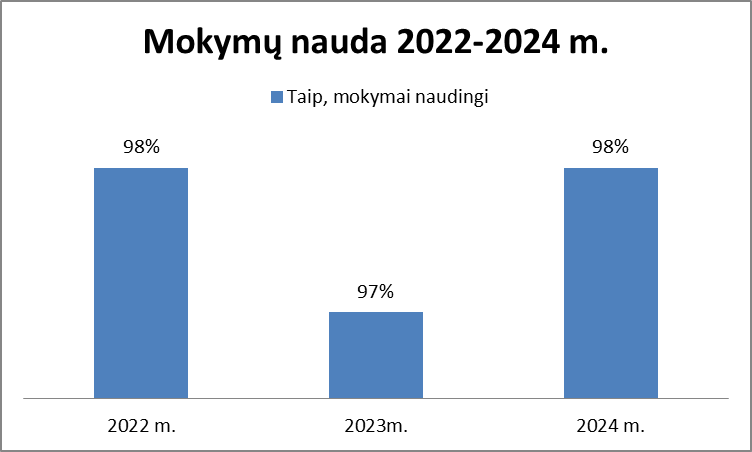 Mokymų nauda 2022-2024 m.
Taip, mokymai naudingi
98%
97%
98%
2022 m.
2023m.
2024 m.